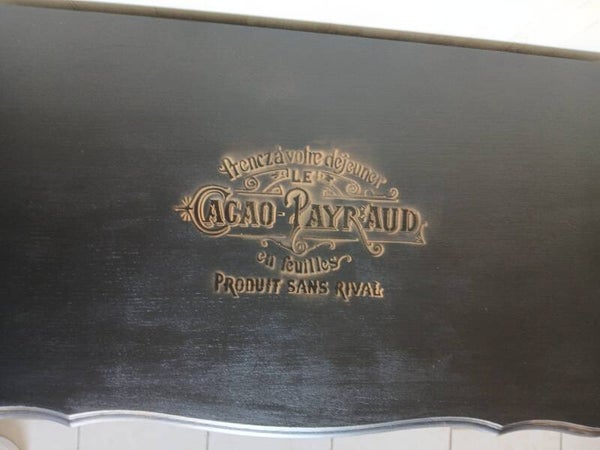 Prenez à votre déjeuner
LE
CACAO-PAYRAUD
en feuilles
PRODUIT SANS RIVAL